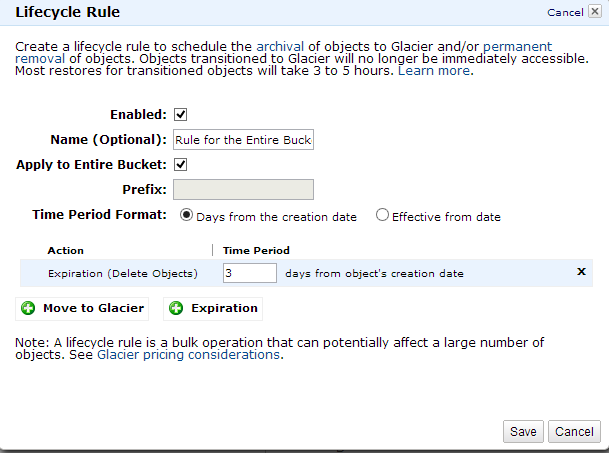 Lifecycle Rule
Cancel
Create a lifecycle rule to schedule the archival of objects to Glacier and/or permanent
removal of objects. Objects transitioned to Glacier will no longer be immediately accessible.
Most restores for transitioned objects will take 3 to 5 hours. Learn more.
Enabled:
Name (Optional): Rule for the Entire Buck
Apply to Entire Bucket:
Prefix:
Time Period Format: Days from the creation date Effective from date
Action Time Period
Expiration (Delete Objects) 3 days from object's creation date x
Move to Glacier Expiration
Note: A lifecycle rule is a bulk operation that can potentially affect a large number of
objects. See Glacier pricing considerations.
Save Cancel